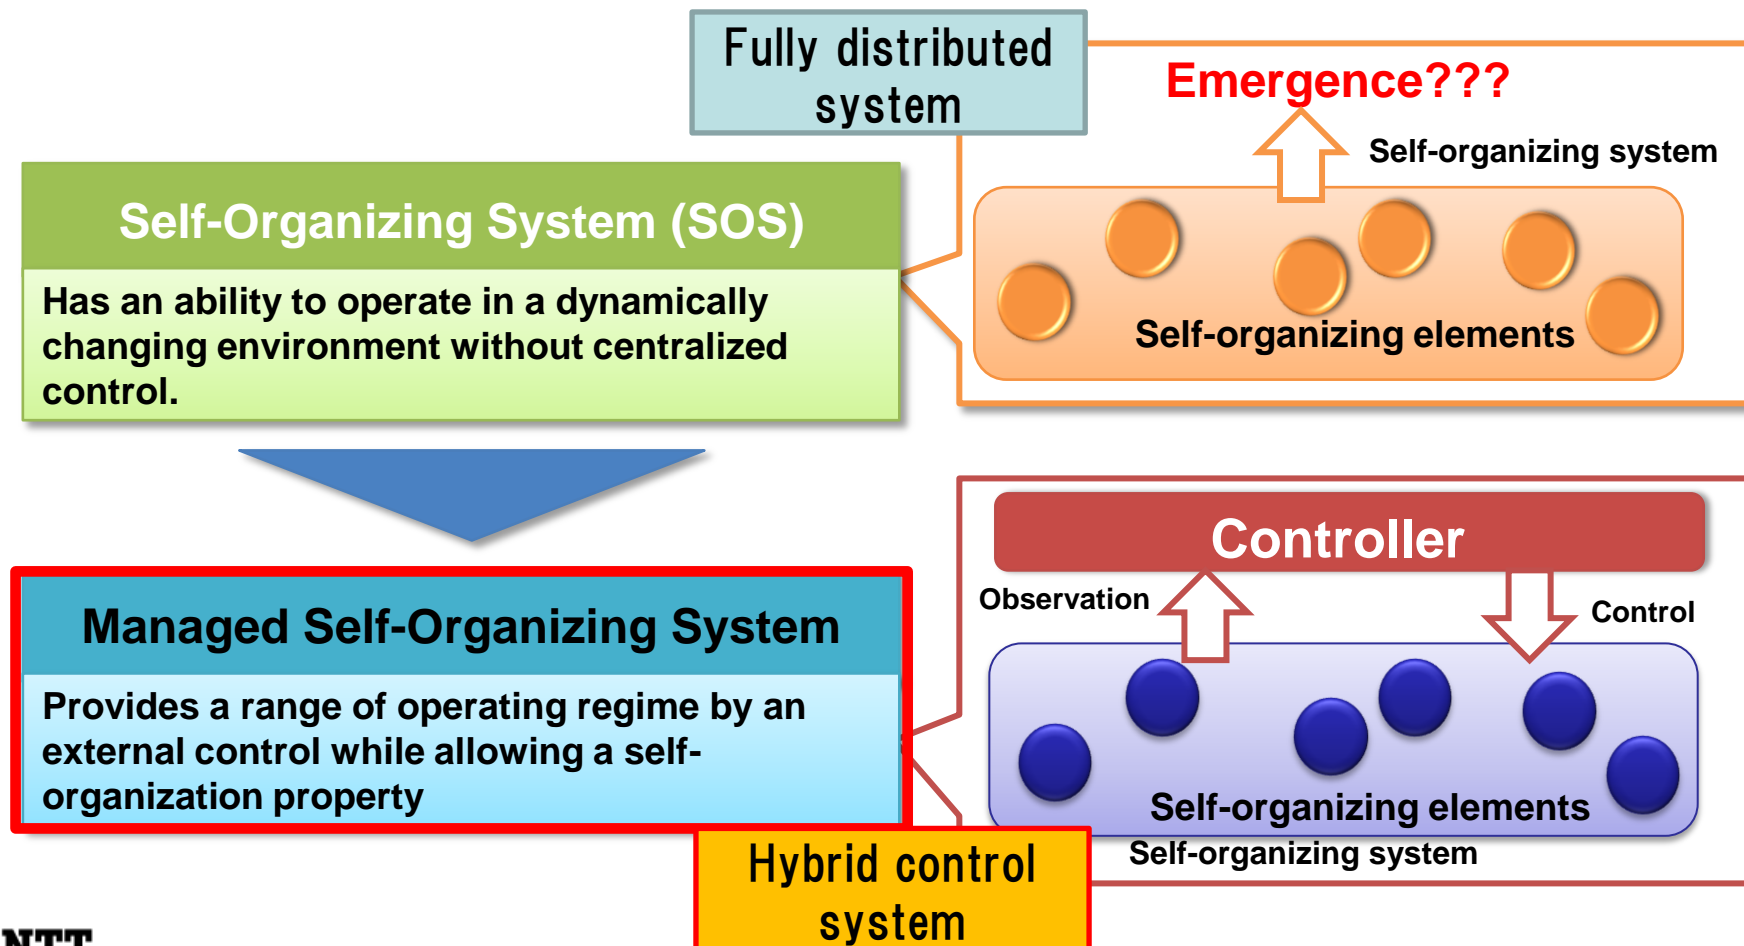 Fully distributed
system
Emergence???
Self-organizing system
Self-organizing elements
Self-Organizing System (SOS)
Has an ability to operate in a dynamically
changing environment without centralized
control.
Controller
Observation
Control
Self-organizing elements
Self-organizing system
Managed Self-Organizing System
Provides a range of operating regime by an
external control while allowing a self-
organization property
Hybrid control
system
NTT